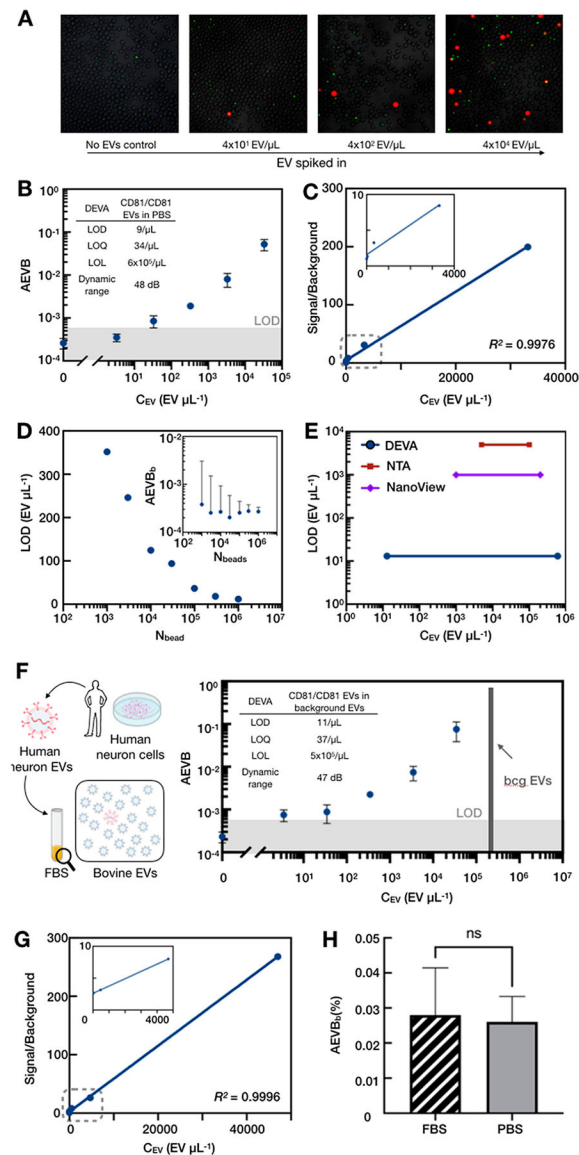 A
No EVs control
4x10¹ EV/µL
4x10² EV/µL
4x10⁴ EV/µL
EV spiked in
B
AEVB
10⁰
10⁻¹
10⁻²
10⁻³
10⁻⁴
DEVA
CD81/CD81
EVs in PBS
LOD
9/µL
LOQ
34/µL
LOL
6x10⁵/µL
Dynamic
range
48 dB
LOD
0
10¹
10²
10³
10⁴
10⁵
C_EV (EV µL⁻¹)
C
Signal/Background
300
200
100
0
10
0
0
4000
R² = 0.9976
0
20000
40000
C_EV (EV µL⁻¹)
D
LOD (EV µL⁻¹)
400
300
200
100
0
AEVB_b
10⁻²
10⁻³
10⁻⁴
10²
10⁴
10⁶
N_beads
10²
10³
10⁴
10⁵
10⁶
10⁷
N_bead
E
LOD (EV µL⁻¹)
10⁴
10³
10²
10¹
10⁰
DEVA
NTA
NanoView
10⁰
10¹
10²
10³
10⁴
10⁵
10⁶
C_EV (EV µL⁻¹)
F
Human
neuron EVs
Human
neuron cells
FBS
Bovine EVs
AEVB
10⁰
10⁻¹
10⁻²
10⁻³
10⁻⁴
DEVA
CD81/CD81 EVs in
background EVs
LOD
11/µL
LOQ
37/µL
LOL
5x10⁵/µL
Dynamic
range
47 dB
LOD
bcg EVs
0
10¹
10²
10³
10⁴
10⁵
10⁶
10⁷
C_EV (EV µL⁻¹)
G
Signal/Background
300
200
100
0
10
0
0
4000
R² = 0.9996
0
20000
40000
C_EV (EV µL⁻¹)
H
AEVB_b(%)
0.05
0.04
0.03
0.02
0.01
0
ns
FBS
PBS